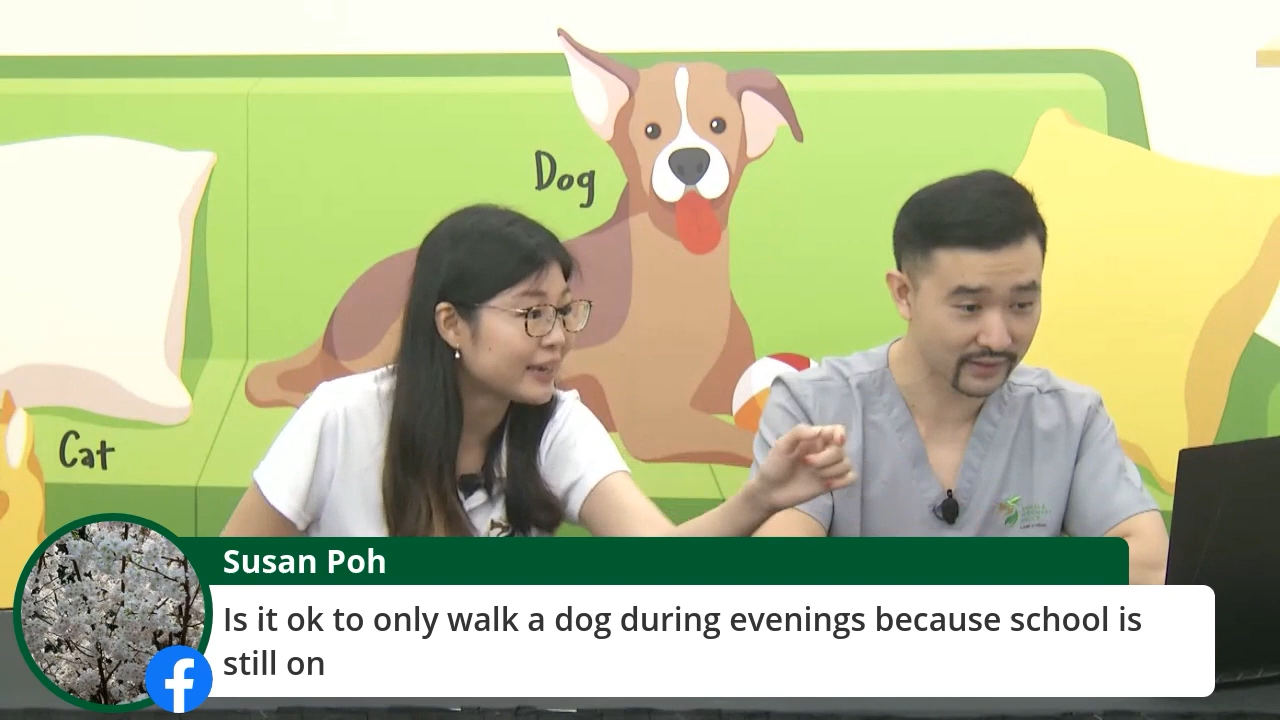 Dog
Cat
Susan Poh
Is it ok to only walk a dog during evenings because school is
still on